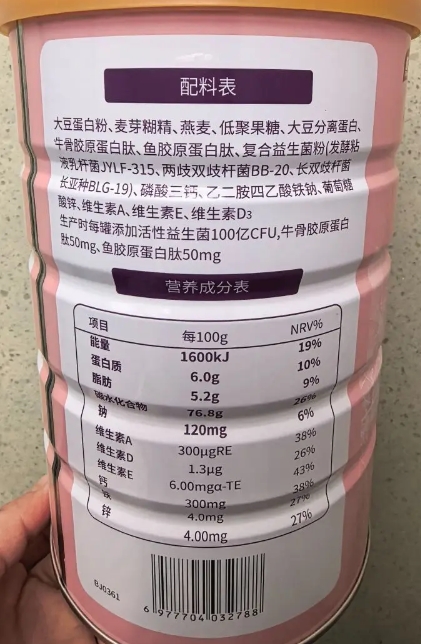 配料表
大豆蛋白粉、麦芽糊精、燕麦、低聚果糖、大豆分离蛋白、
牛骨胶原蛋白肽、鱼胶原蛋白肽、复合益生菌粉(发酵粘
液乳杆菌JYLF-315、两歧双歧杆菌BB-20、长双歧杆菌
长亚种BLG-19)、磷酸三钙、乙二胺四乙酸铁钠、葡萄糖
酸锌、维生素A、维生素E、维生素D3
生产时每罐添加活性益生菌100亿CFU,牛骨胶原蛋白
肽50mg、鱼胶原蛋白肽50mg
营养成分表
项目 每100g NRV%
能量 1600kJ 19%
蛋白质 6.0g 10%
脂肪 5.2g 9%
碳水化合物 76.8g 26%
钠 120mg 6%
维生素A 300μgRE 38%
维生素D 1.3μg 26%
维生素E 6.00mgα-TE 43%
钙 300mg 38%
铁 4.0mg 27%
锌 4.00mg 27%
BJ0361
6 977704 032788